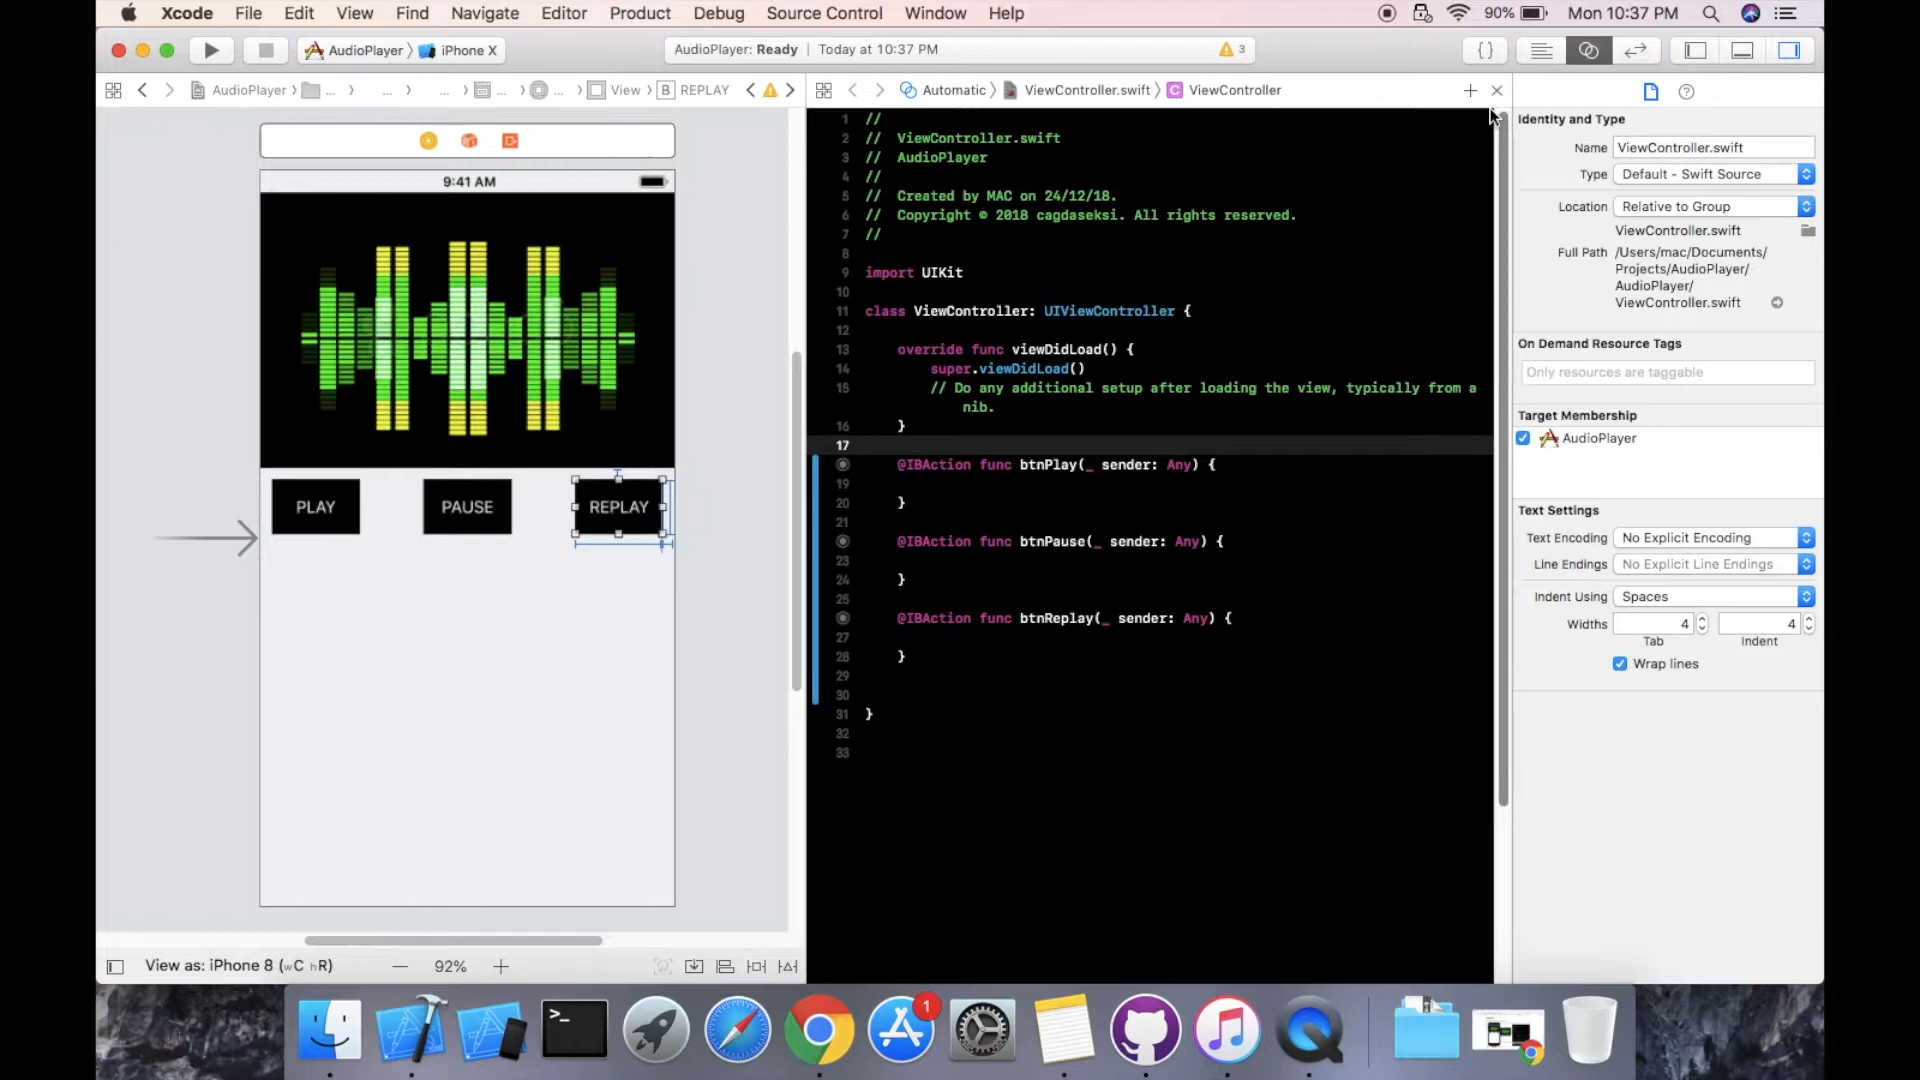 Xcode File Edit View Find Navigate Editor Product Debug Source Control Window Help 90% Mon 10:37 PM
AudioPlayer iPhone X AudioPlayer: Ready Today at 10:37 PM 3 { }
AudioPlayer ... ... ... ... ... View B REPLAY
Automatic ViewController.swift C ViewController
9:41 AM
PLAY PAUSE REPLAY
View as: iPhone 8 (wC hR) — 92% +
1 //
2 // ViewController.swift
3 // AudioPlayer
4 //
5 // Created by MAC on 24/12/18.
6 // Copyright © 2018 cagdaseksi. All rights reserved.
7 //
8
9 import UIKit
10
11 class ViewController: UIViewController {
12
13 override func viewDidLoad() {
14 super.viewDidLoad()
15 // Do any additional setup after loading the view, typically from a
nib.
16 }
17
@IBAction func btnPlay(_ sender: Any) {
19
20 }
21
@IBAction func btnPause(_ sender: Any) {
23
24 }
25
@IBAction func btnReplay(_ sender: Any) {
27
28 }
29
30
31 }
32
33
Identity and Type
Name ViewController.swift
Type Default - Swift Source
Location Relative to Group
ViewController.swift
Full Path /Users/mac/Documents/
Projects/AudioPlayer/
AudioPlayer/
ViewController.swift
On Demand Resource Tags
Only resources are taggable
Target Membership
AudioPlayer
Text Settings
Text Encoding No Explicit Encoding
Line Endings No Explicit Line Endings
Indent Using Spaces
Widths 4 4
Tab Indent
Wrap lines
>_
1